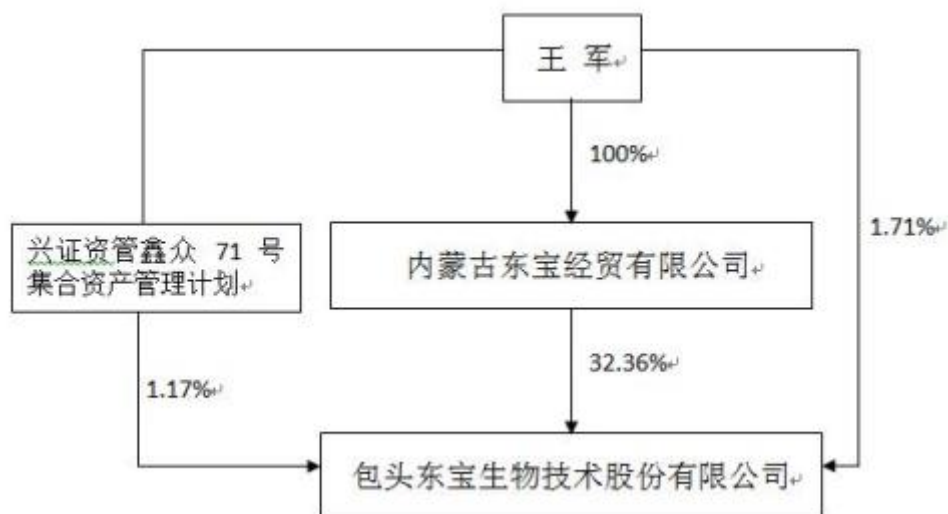 王 军
100%
1.71%
兴证资管鑫众 71 号
集合资产管理计划
内蒙古东宝经贸有限公司
32.36%
1.17%
包头东宝生物技术股份有限公司